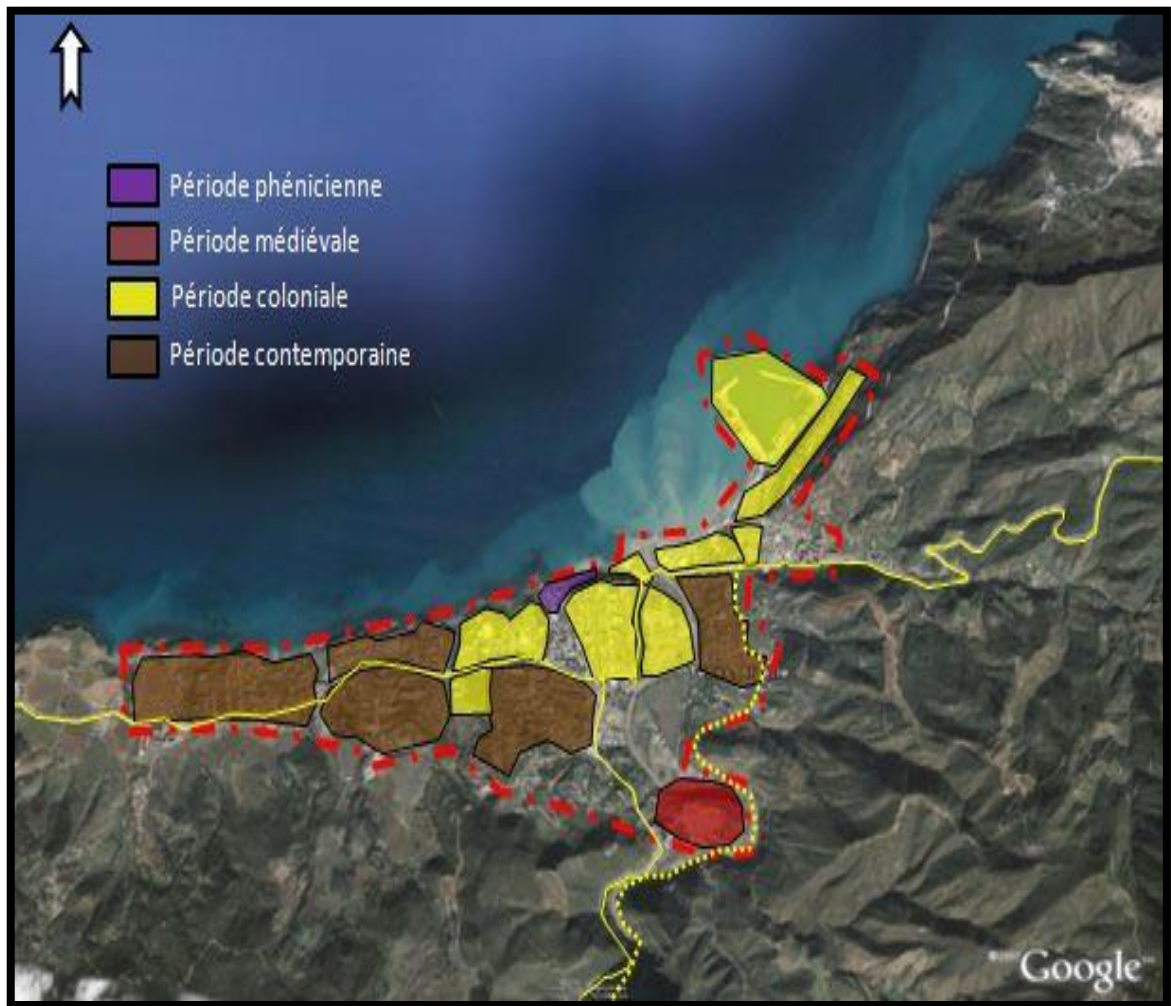 Période phénicienne
Période médiévale
Période coloniale
Période contemporaine
Google